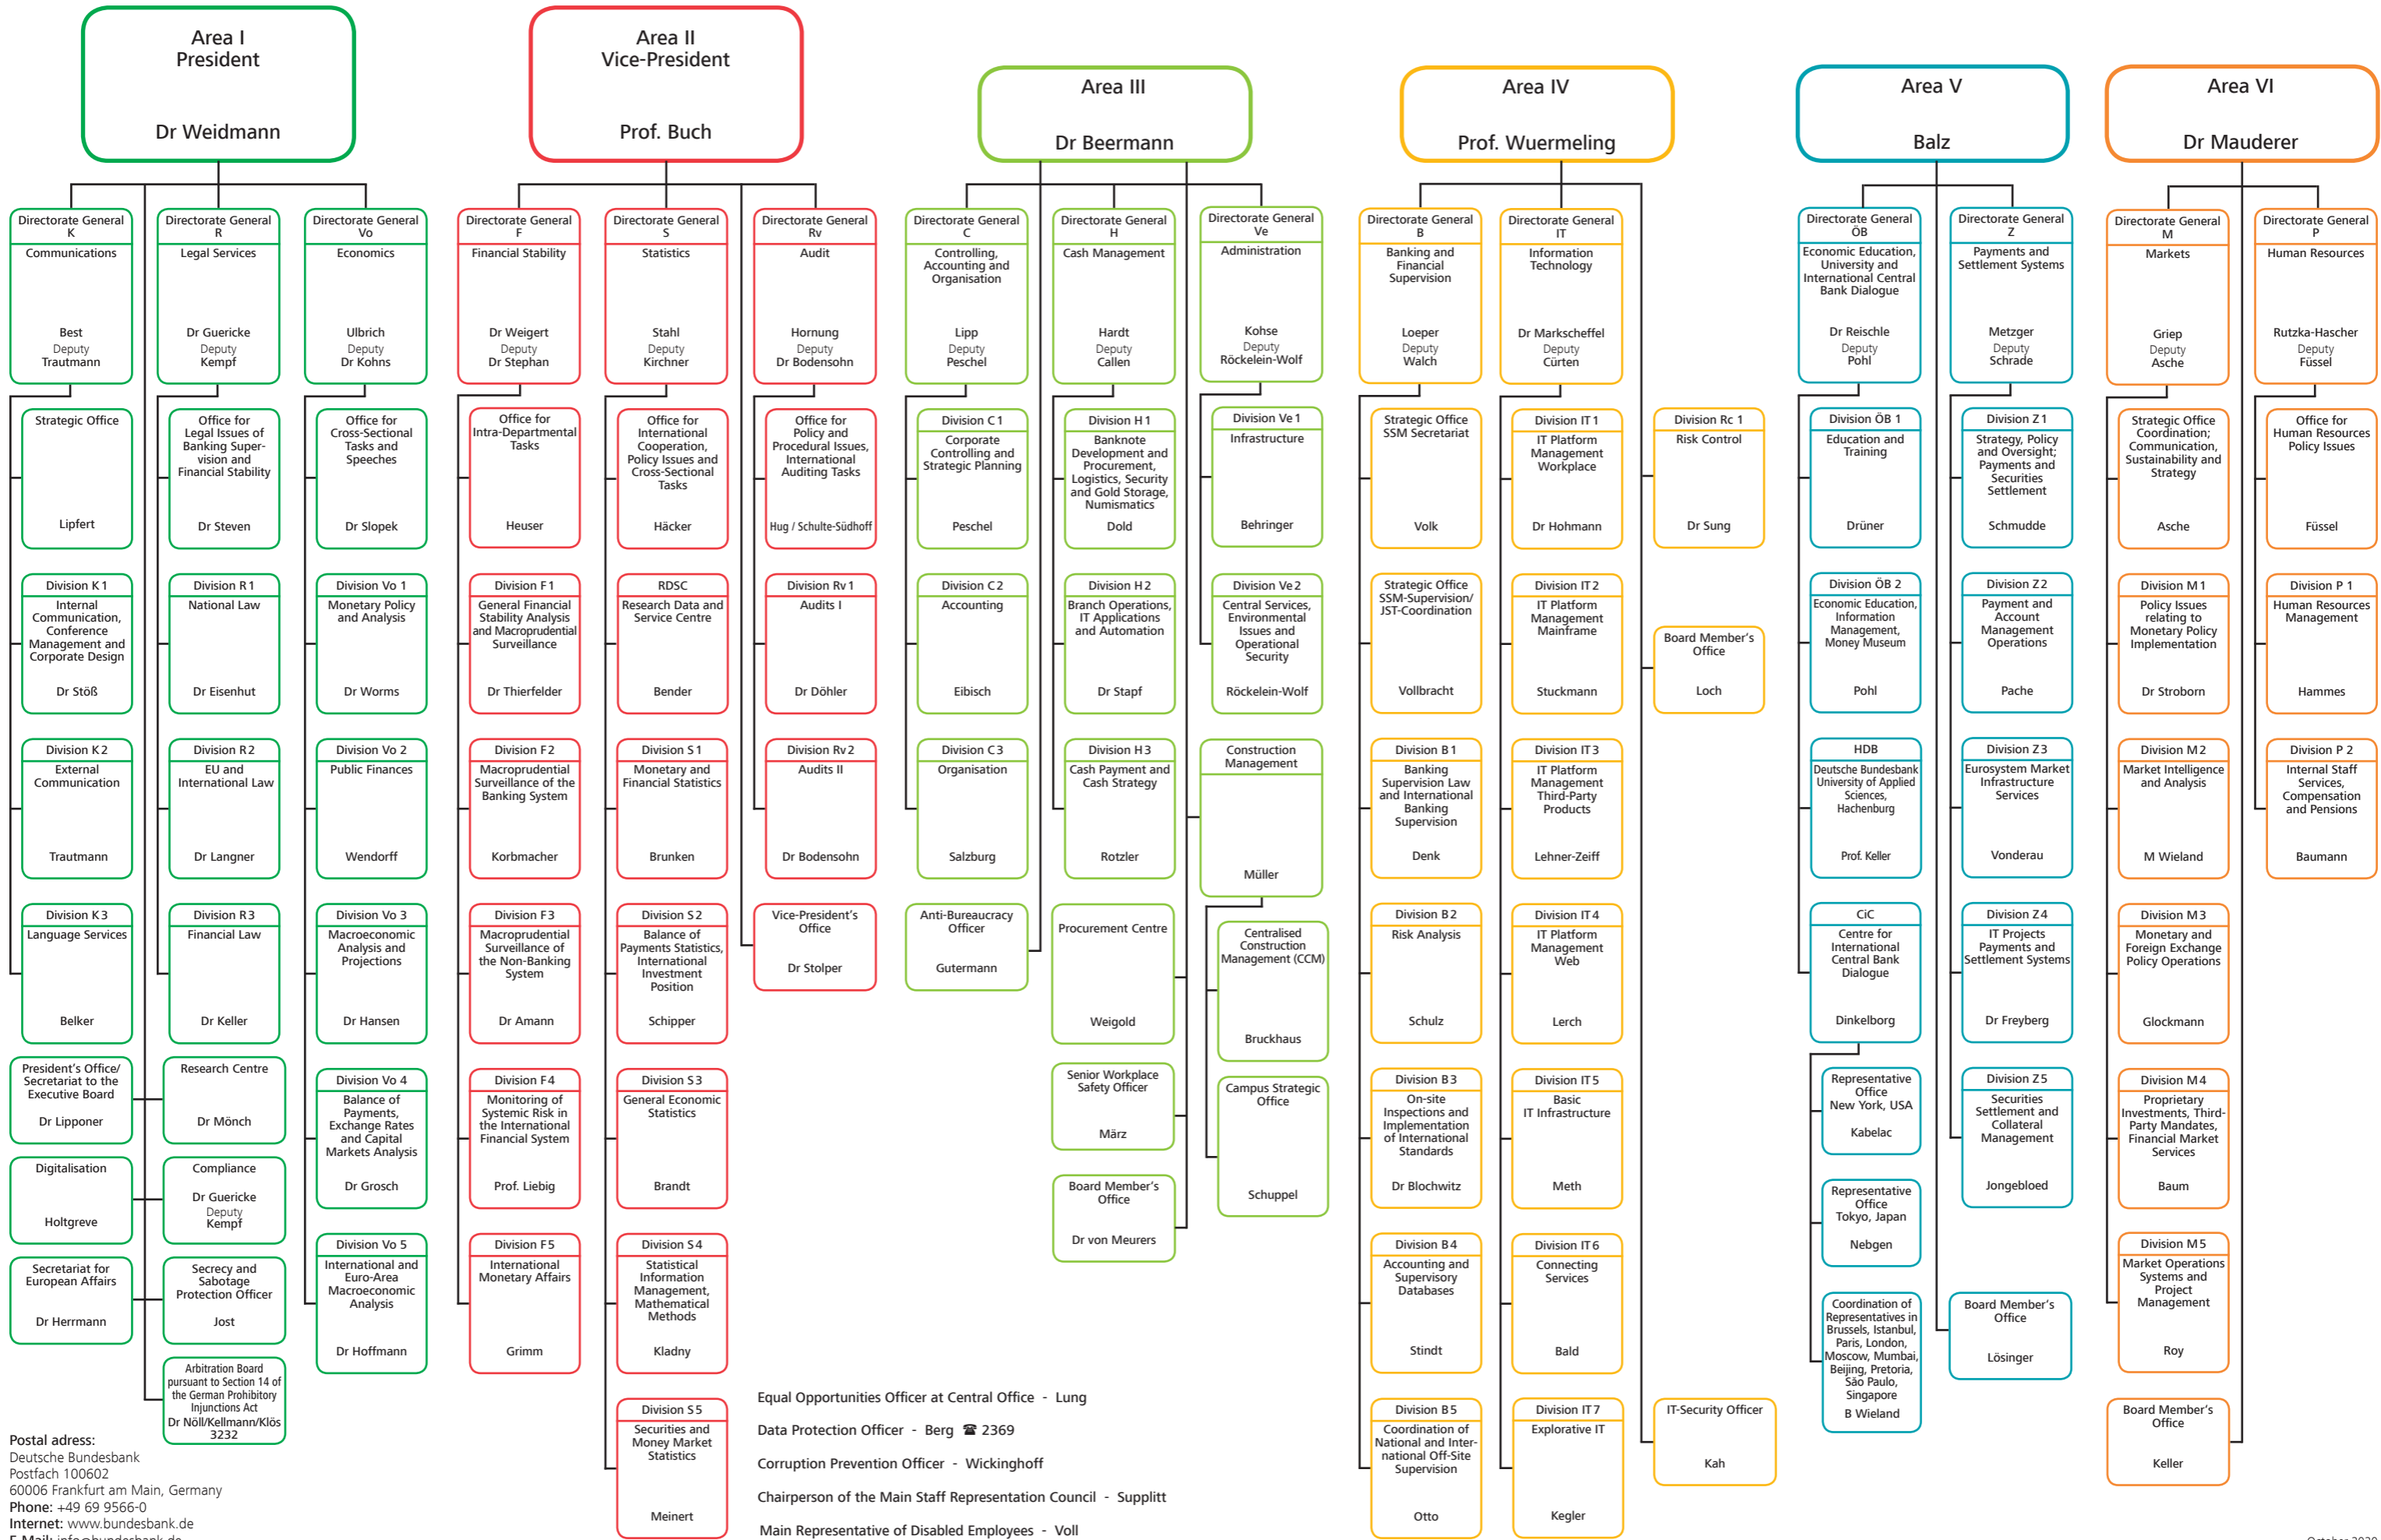 Area I
President
Dr Weidmann
Directorate General
K
Communications
Best
Deputy
Trautmann
Strategic Office
Lipfert
Division K 1
Internal
Communication,
Conference
Management and
Corporate Design
Dr Stöß
Division K 2
External
Communication
Trautmann
Division K 3
Language Services
Belker
Directorate General
R
Legal Services
Dr Guericke
Deputy
Kempf
Office for
Legal Issues of
Banking Super-
vision and
Financial Stability
Dr Steven
Division R 1
National Law
Dr Eisenhut
Division R 2
EU and
International Law
Dr Langner
Division R 3
Financial Law
Dr Keller
Directorate General
Vo
Economics
Ulbrich
Deputy
Dr Kohns
Office for
Cross-Sectional
Tasks and
Speeches
Dr Slopek
Division Vo 1
Monetary Policy
and Analysis
Dr Worms
Division Vo 2
Public Finances
Wendorff
Division Vo 3
Macroeconomic
Analysis and
Projections
Dr Hansen
Division Vo 4
Balance of
Payments,
Exchange Rates
and Capital
Markets Analysis
Dr Grosch
Division Vo 5
International and
Euro-Area
Macroeconomic
Analysis
Dr Hoffmann
President's Office/
Secretariat to the
Executive Board
Dr Lipponer
Research Centre
Dr Mönch
Digitalisation
Holtgreve
Compliance
Dr Guericke
Deputy
Kempf
Secretariat for
European Affairs
Dr Herrmann
Secrecy and
Sabotage
Protection Officer
Jost
Arbitration Board
pursuant to Section 14 of
the German Prohibitory
Injunctions Act
Dr Nöll/Kellmann/Klös
3232
Area II
Vice-President
Prof. Buch
Directorate General
F
Financial Stability
Dr Weigert
Deputy
Dr Stephan
Office for
Intra-Departmental
Tasks
Heuser
Division F 1
General Financial
Stability Analysis
and Macroprudential
Surveillance
Dr Thierfelder
Division F 2
Macroprudential
Surveillance of the
Banking System
Korbmacher
Division F 3
Macroprudential
Surveillance of
the Non-Banking
System
Dr Amann
Division F 4
Monitoring of
Systemic Risk in
the International
Financial System
Prof. Liebig
Division F 5
International
Monetary Affairs
Grimm
Directorate General
S
Statistics
Stahl
Deputy
Kirchner
Office for
International
Cooperation,
Policy Issues and
Cross-Sectional
Tasks
Häcker
RDSC
Research Data and
Service Centre
Bender
Division S 1
Monetary and
Financial Statistics
Brunken
Division S 2
Balance of
Payments Statistics,
International
Investment
Position
Schipper
Division S 3
General Economic
Statistics
Brandt
Division S 4
Statistical
Information
Management,
Mathematical
Methods
Kladny
Division S 5
Securities and
Money Market
Statistics
Meinert
Directorate General
Rv
Audit
Hornung
Deputy
Dr Bodensohn
Office for
Policy and
Procedural Issues,
International
Auditing Tasks
Hug / Schulte-Südhoff
Division Rv 1
Audits I
Dr Döhler
Division Rv 2
Audits II
Dr Bodensohn
Vice-President's
Office
Dr Stolper
Area III
Dr Beermann
Directorate General
C
Controlling,
Accounting and
Organisation
Lipp
Deputy
Peschel
Division C 1
Corporate
Controlling and
Strategic Planning
Peschel
Division C 2
Accounting
Eibisch
Division C 3
Organisation
Salzburg
Anti-Bureaucracy
Officer
Gutermann
Directorate General
H
Cash Management
Hardt
Deputy
Callen
Division H 1
Banknote
Development and
Procurement,
Logistics, Security
and Gold Storage,
Numismatics
Dold
Division H 2
Branch Operations,
IT Applications
and Automation
Dr Stapf
Division H 3
Cash Payment and
Cash Strategy
Rotzler
Procurement Centre
Weigold
Senior Workplace
Safety Officer
März
Board Member's
Office
Dr von Meurers
Directorate General
Ve
Administration
Kohse
Deputy
Röckelein-Wolf
Division Ve 1
Infrastructure
Behringer
Division Ve 2
Central Services,
Environmental
Issues and
Operational
Security
Röckelein-Wolf
Construction
Management
Müller
Centralised
Construction
Management (CCM)
Bruckhaus
Campus Strategic
Office
Schuppel
Area IV
Prof. Wuermeling
Directorate General
B
Banking and
Financial
Supervision
Loeper
Deputy
Walch
Strategic Office
SSM Secretariat
Volk
Strategic Office
SSM-Supervision/
JST-Coordination
Vollbracht
Division B 1
Banking
Supervision Law
and International
Banking
Supervision
Denk
Division B 2
Risk Analysis
Schulz
Division B 3
On-site
Inspections and
Implementation
of International
Standards
Dr Blochwitz
Division B 4
Accounting and
Supervisory
Databases
Stindt
Division B 5
Coordination of
National and Inter-
national Off-Site
Supervision
Otto
Directorate General
IT
Information
Technology
Dr Markscheffel
Deputy
Cürten
Division IT 1
IT Platform
Management
Workplace
Dr Hohmann
Division IT 2
IT Platform
Management
Mainframe
Stuckmann
Division IT 3
IT Platform
Management
Third-Party
Products
Lehner-Zeiff
Division IT 4
IT Platform
Management
Web
Lerch
Division IT 5
Basic
IT Infrastructure
Meth
Division IT 6
Connecting
Services
Bald
Division IT 7
Explorative IT
Kegler
Division Rc 1
Risk Control
Dr Sung
Board Member's
Office
Loch
IT-Security Officer
Kah
Area V
Balz
Directorate General
ÖB
Economic Education,
University and
International Central
Bank Dialogue
Dr Reischle
Deputy
Pohl
Division ÖB 1
Education and
Training
Drüner
Division ÖB 2
Economic Education,
Information
Management,
Money Museum
Pohl
HDB
Deutsche Bundesbank
University of Applied
Sciences,
Hachenburg
Prof. Keller
CiC
Centre for
International
Central Bank
Dialogue
Dinkelborg
Representative
Office
New York, USA
Kabelac
Representative
Office
Tokyo, Japan
Nebgen
Coordination of
Representatives in
Brussels, Istanbul,
Paris, London,
Moscow, Mumbai,
Beijing, Pretoria,
São Paulo,
Singapore
B Wieland
Directorate General
Z
Payments and
Settlement Systems
Metzger
Deputy
Schrade
Division Z 1
Strategy, Policy
and Oversight;
Payments and
Securities
Settlement
Schmudde
Division Z 2
Payment and
Account
Management
Operations
Pache
Division Z 3
Eurosystem Market
Infrastructure
Services
Vonderau
Division Z 4
IT Projects
Payments and
Settlement Systems
Dr Freyberg
Division Z 5
Securities
Settlement and
Collateral
Management
Jongebloed
Board Member's
Office
Lösinger
Area VI
Dr Mauderer
Directorate General
M
Markets
Griep
Deputy
Asche
Strategic Office
Coordination;
Communication,
Sustainability and
Strategy
Asche
Division M 1
Policy Issues
relating to
Monetary Policy
Implementation
Dr Stroborn
Division M 2
Market Intelligence
and Analysis
M Wieland
Division M 3
Monetary and
Foreign Exchange
Policy Operations
Glockmann
Division M 4
Proprietary
Investments, Third-
Party Mandates,
Financial Market
Services
Baum
Division M 5
Market Operations
Systems and
Project
Management
Roy
Board Member's
Office
Keller
Directorate General
P
Human Resources
Rutzka-Hascher
Deputy
Füssel
Office for
Human Resources
Policy Issues
Füssel
Division P 1
Human Resources
Management
Hammes
Division P 2
Internal Staff
Services,
Compensation
and Pensions
Baumann
Equal Opportunities Officer at Central Office - Lung
Data Protection Officer - Berg ☎ 2369
Corruption Prevention Officer - Wickinghoff
Chairperson of the Main Staff Representation Council - Supplitt
Main Representative of Disabled Employees - Voll
Postal adress:
Deutsche Bundesbank
Postfach 100602
60006 Frankfurt am Main, Germany
Phone: +49 69 9566-0
Internet: www.bundesbank.de
E-Mail: info@bundesbank.de
October 2020